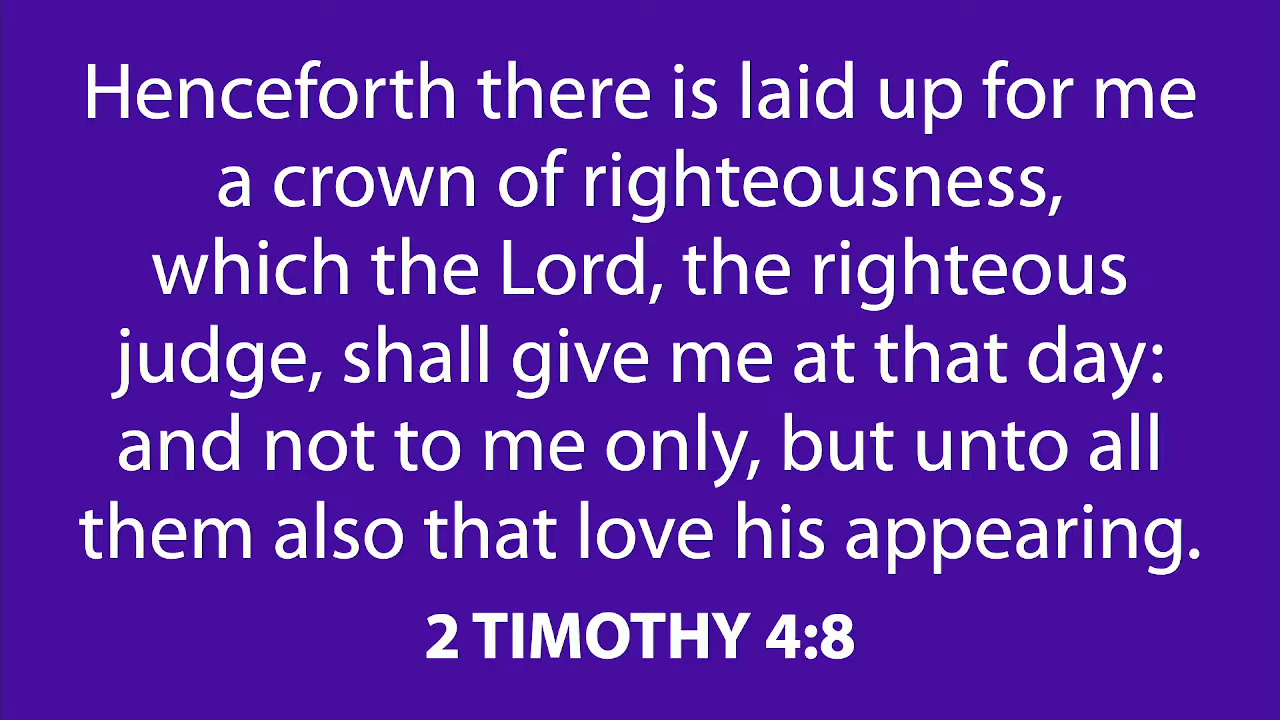 Henceforth there is laid up for me
a crown of righteousness,
which the Lord, the righteous
judge, shall give me at that day:
and not to me only, but unto all
them also that love his appearing.
2 TIMOTHY 4:8